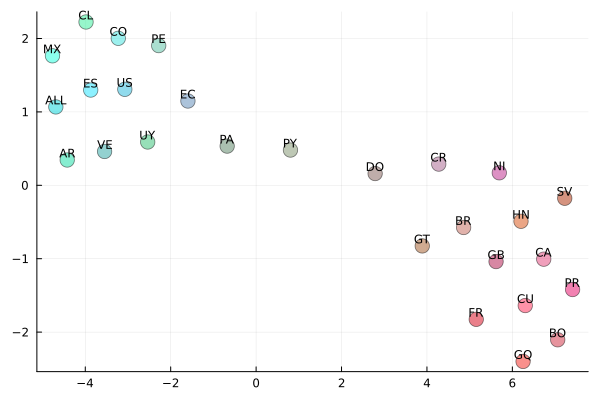 CL
CO
PE
MX
ES
US
EC
ALL
AR
VE
UY
PA
PY
DO
CR
NI
SV
HN
BR
GT
GB
CA
PR
CU
FR
BO
GQ
2
1
0
−1
−2
−4
−2
0
2
4
6